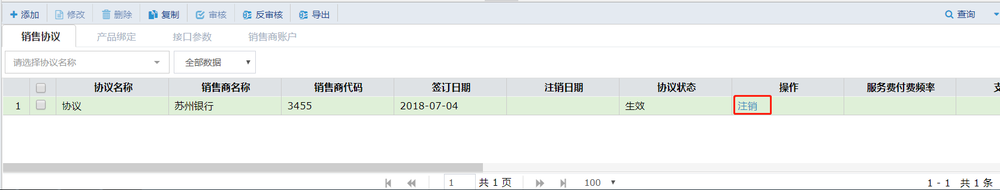 添加 修改 删除 复制 审核 反审核 导出 查询
销售协议 产品绑定 接口参数 销售商账户
请选择协议名称 全部数据
协议名称 销售商名称 销售商代码 签订日期 注销日期 协议状态 操作 服务费付费频率 支
1 协议 苏州银行 3455 2018-07-04 生效 注销
1 共 1 页 100 1 - 1 共 1 条